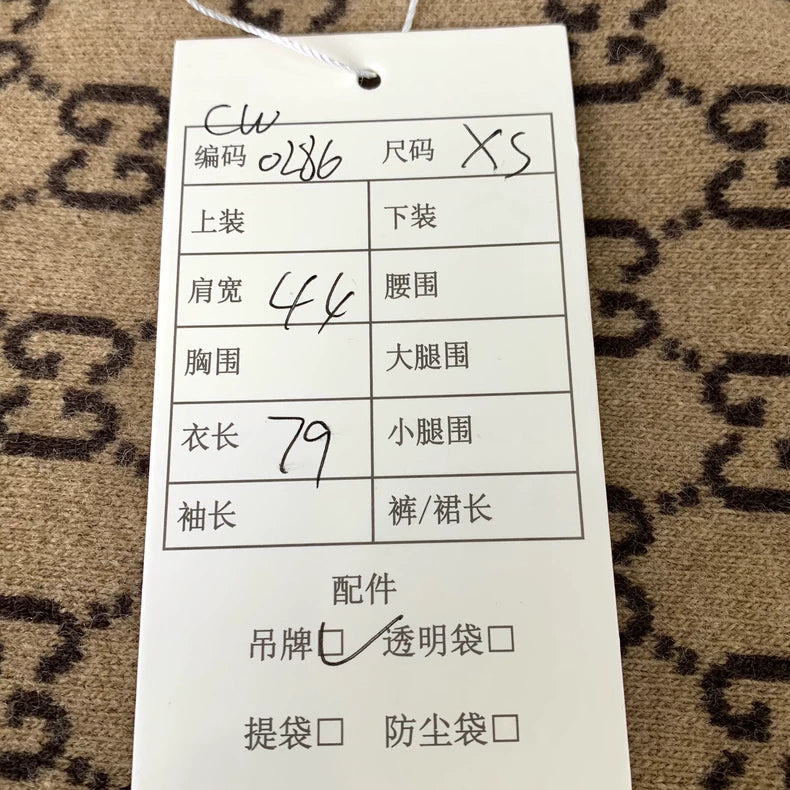 CW
编码 0286 尺码 XS
上装 下装
肩宽 44 腰围
胸围 大腿围
衣长 79 小腿围
袖长 裤/裙长
配件
吊牌☑ 透明袋□
提袋□ 防尘袋□